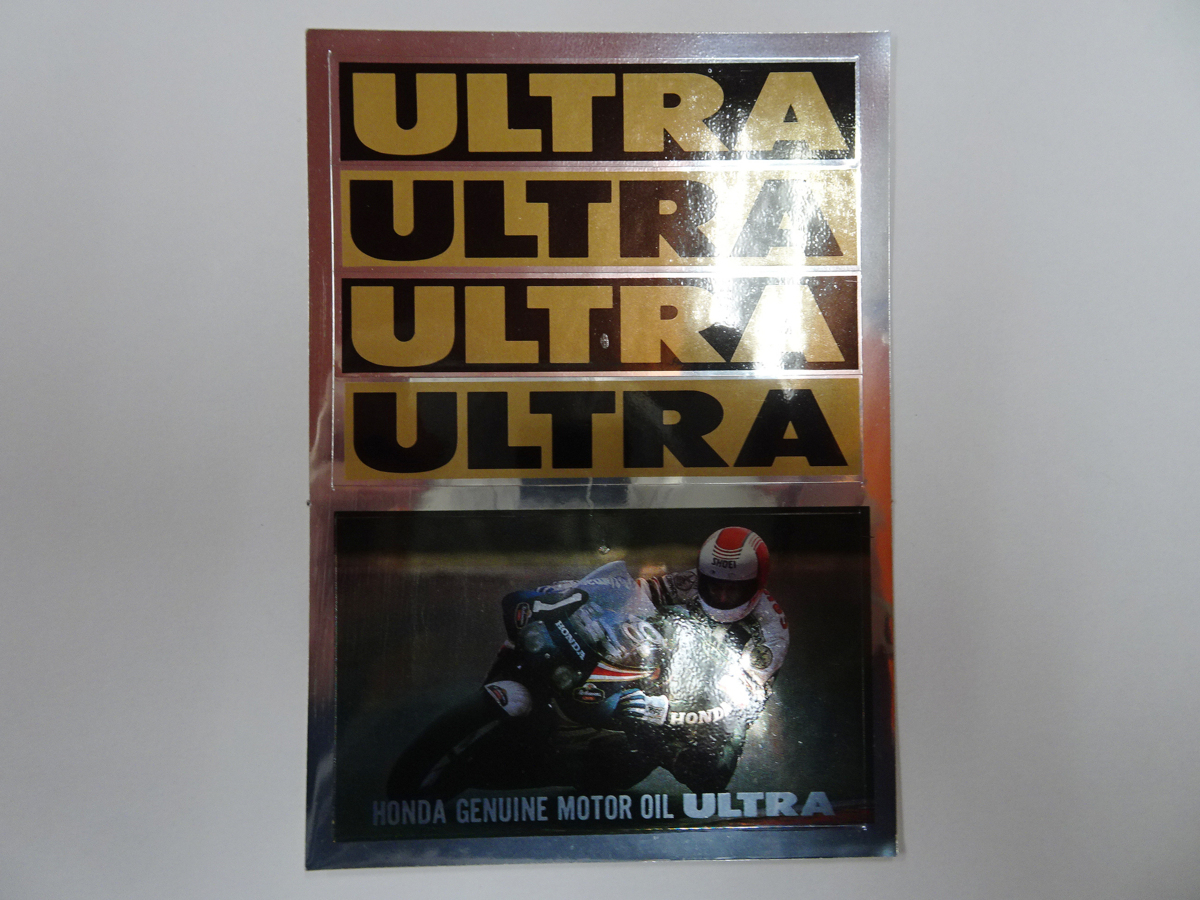 ULTRA
ULTRA
ULTRA
ULTRA
SHOEI
HONDA
HONDA
HONDA GENUINE MOTOR OIL ULTRA